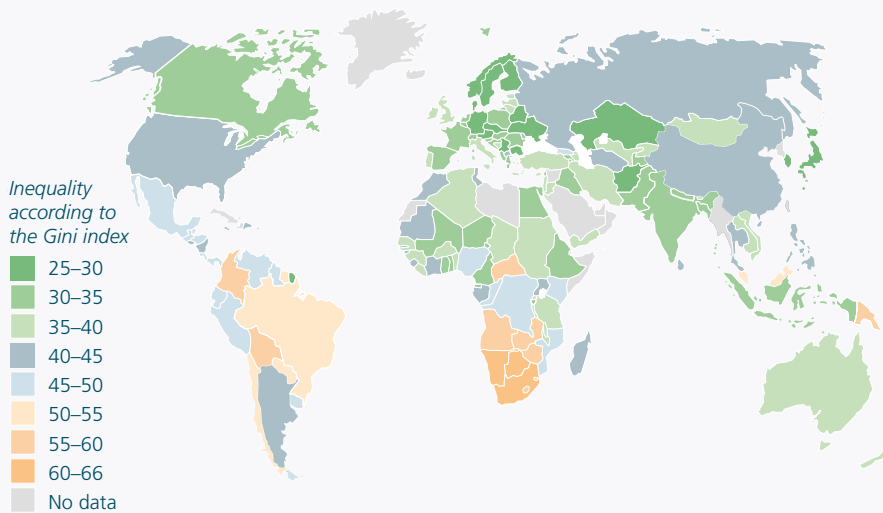 Inequality
according to
the Gini index
25–30
30–35
35–40
40–45
45–50
50–55
55–60
60–66
No data